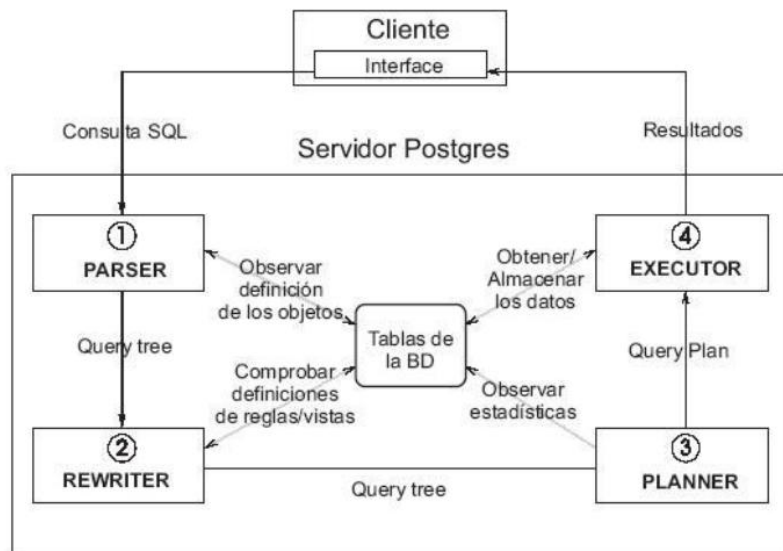 Cliente
Interface
Consulta SQL
Resultados
Servidor Postgres
1
PARSER
4
EXECUTOR
Observar
definición
de los objetos
Obtener/
Almacenar
los datos
Tablas de
la BD
Query tree
Query Plan
Comprobar
definiciones
de reglas/vistas
Observar
estadísticas
2
REWRITER
3
PLANNER
Query tree